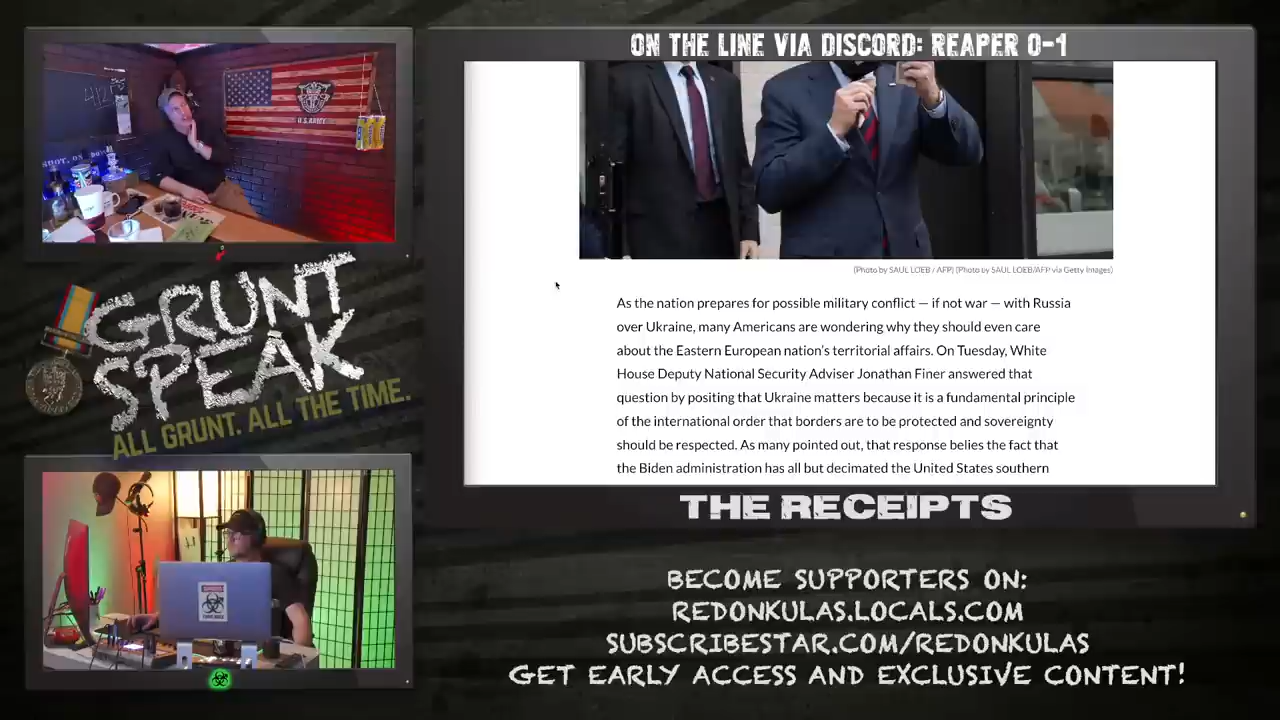 ON THE LINE VIA DISCORD: REAPER 0-1
U.S. ARMY
(Photo by SAUL LOEB / AFP) (Photo by SAUL LOEB/AFP via Getty Images)
As the nation prepares for possible military conflict — if not war — with Russia
over Ukraine, many Americans are wondering why they should even care
about the Eastern European nation's territorial affairs. On Tuesday, White
House Deputy National Security Adviser Jonathan Finer answered that
question by positing that Ukraine matters because it is a fundamental principle
of the international order that borders are to be protected and sovereignty
should be respected. As many pointed out, that response belies the fact that
the Biden administration has all but decimated the United States southern
GRUNT
SPEAK
ALL GRUNT. ALL THE TIME.
THE RECEIPTS
BECOME SUPPORTERS ON:
REDONKULAS.LOCALS.COM
SUBSCRIBESTAR.COM/REDONKULAS
GET EARLY ACCESS AND EXCLUSIVE CONTENT!